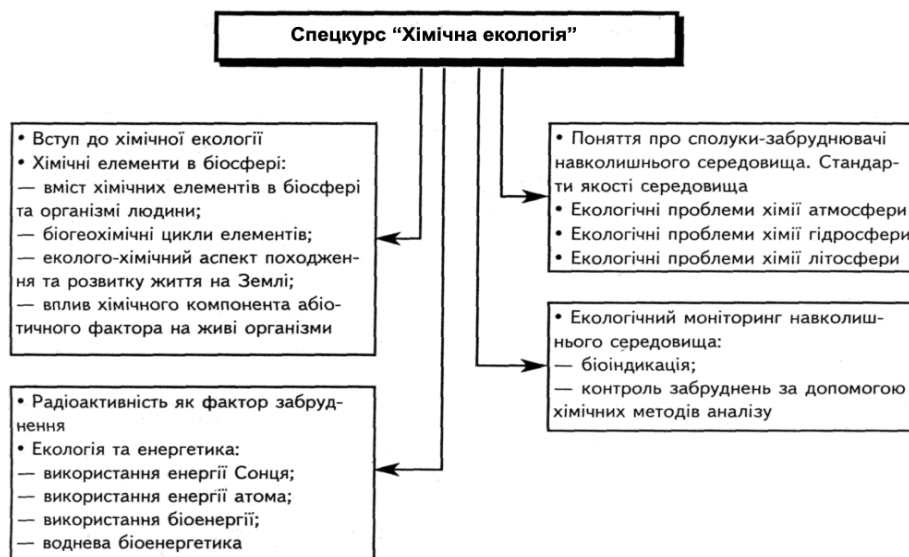 Спецкурс “Хімічна екологія”
• Вступ до хімічної екології
• Хімічні елементи в біосфері:
— вміст хімічних елементів в біосфері
та організмі людини;
— біогеохімічні цикли елементів;
— еколого-хімічний аспект походжен-
ня та розвитку життя на Землі;
— вплив хімічного компонента абіо-
тичного фактора на живі організми
• Радіоактивність як фактор забруд-
нення
• Екологія та енергетика:
— використання енергії Сонця;
— використання енергії атома;
— використання біоенергії;
— воднева біоенергетика
• Поняття про сполуки-забруднювачі
навколишнього середовища. Стандар-
ти якості середовища
• Екологічні проблеми хімії атмосфери
• Екологічні проблеми хімії гідросфери
• Екологічні проблеми хімії літосфери
• Екологічний моніторинг навколиш-
нього середовища:
— біоіндикація;
— контроль забруднень за допомогою
хімічних методів аналізу